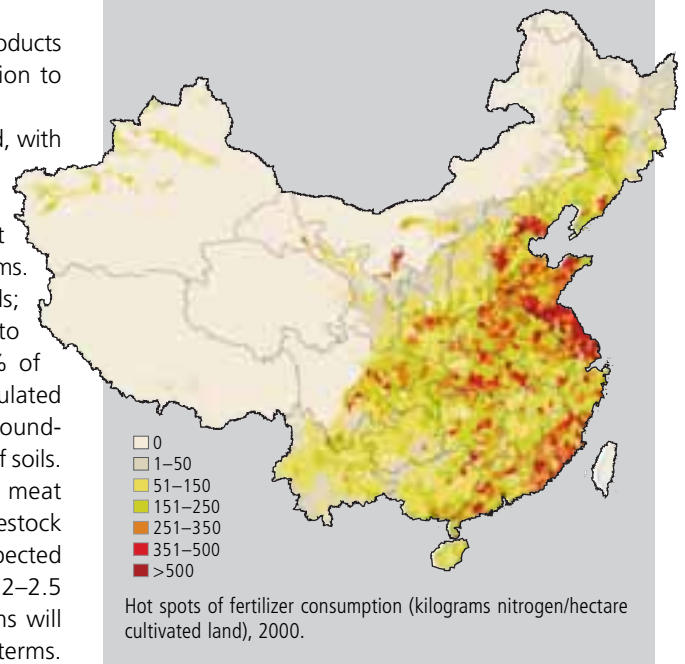 oducts
ion to
d, with
t
ms.
ds;
to
% of
ulated
ound-
f soils.
meat
estock
pected
2–2.5
ns will
terms.
0
1–50
51–150
151–250
251–350
351–500
>500
Hot spots of fertilizer consumption (kilograms nitrogen/hectare
cultivated land), 2000.